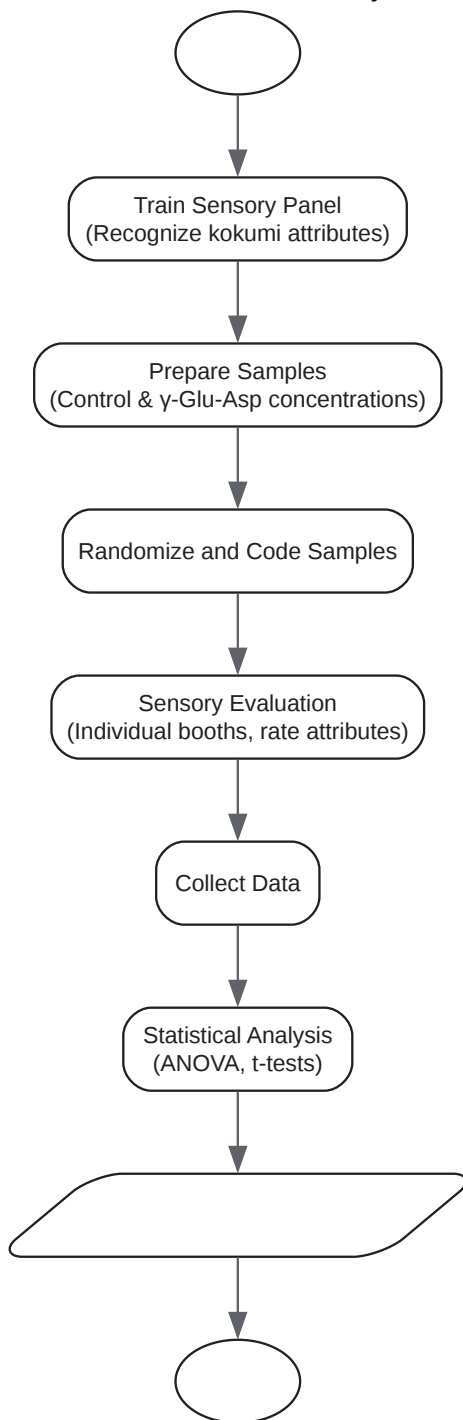 Train Sensory Panel
(Recognize kokumi attributes)
Prepare Samples
(Control & γ-Glu-Asp concentrations)
Randomize and Code Samples
Sensory Evaluation
(Individual booths, rate attributes)
Collect Data
Statistical Analysis
(ANOVA, t-tests)